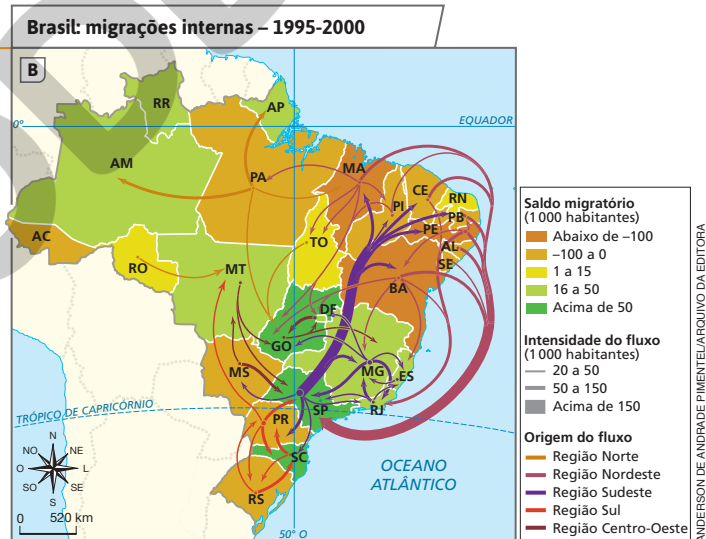 Brasil: migrações internas – 1995-2000
B
RR
AP
EQUADOR
0°
AM
PA
MA
CE
RN
PB
PI
PE
AL
SE
AC
TO
RO
MT
BA
DF
GO
MG
ES
MS
SP
RJ
TRÓPICO DE CAPRICÓRNIO
PR
SC
RS
OCEANO
ATLÂNTICO
N
NO
NE
O
L
SO
SE
S
0 520 km
50° O
Saldo migratório
(1 000 habitantes)
Abaixo de –100
–100 a 0
1 a 15
16 a 50
Acima de 50
Intensidade do fluxo
(1 000 habitantes)
20 a 50
50 a 150
Acima de 150
Origem do fluxo
Região Norte
Região Nordeste
Região Sudeste
Região Sul
Região Centro-Oeste
ANDERSON DE ANDRADE PIMENTEL/ARQUIVO DA EDITORA